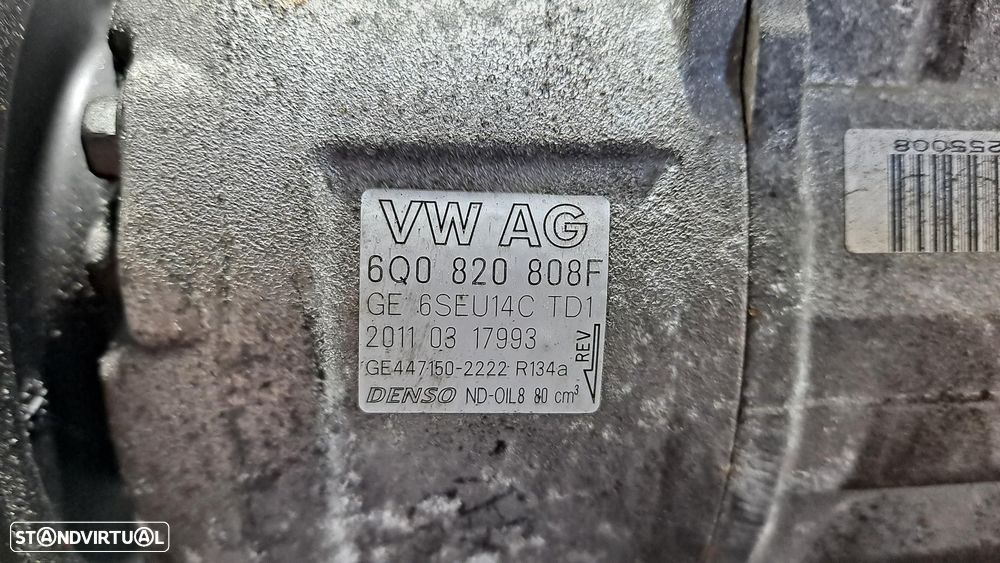 VW AG
6Q0 820 808F
GE 6SEU14C TD1
2011 03 17993
GE447150-2222 R134a
REV
DENSO ND-OIL8 80 cm³
255008
STANDVIRTUAL